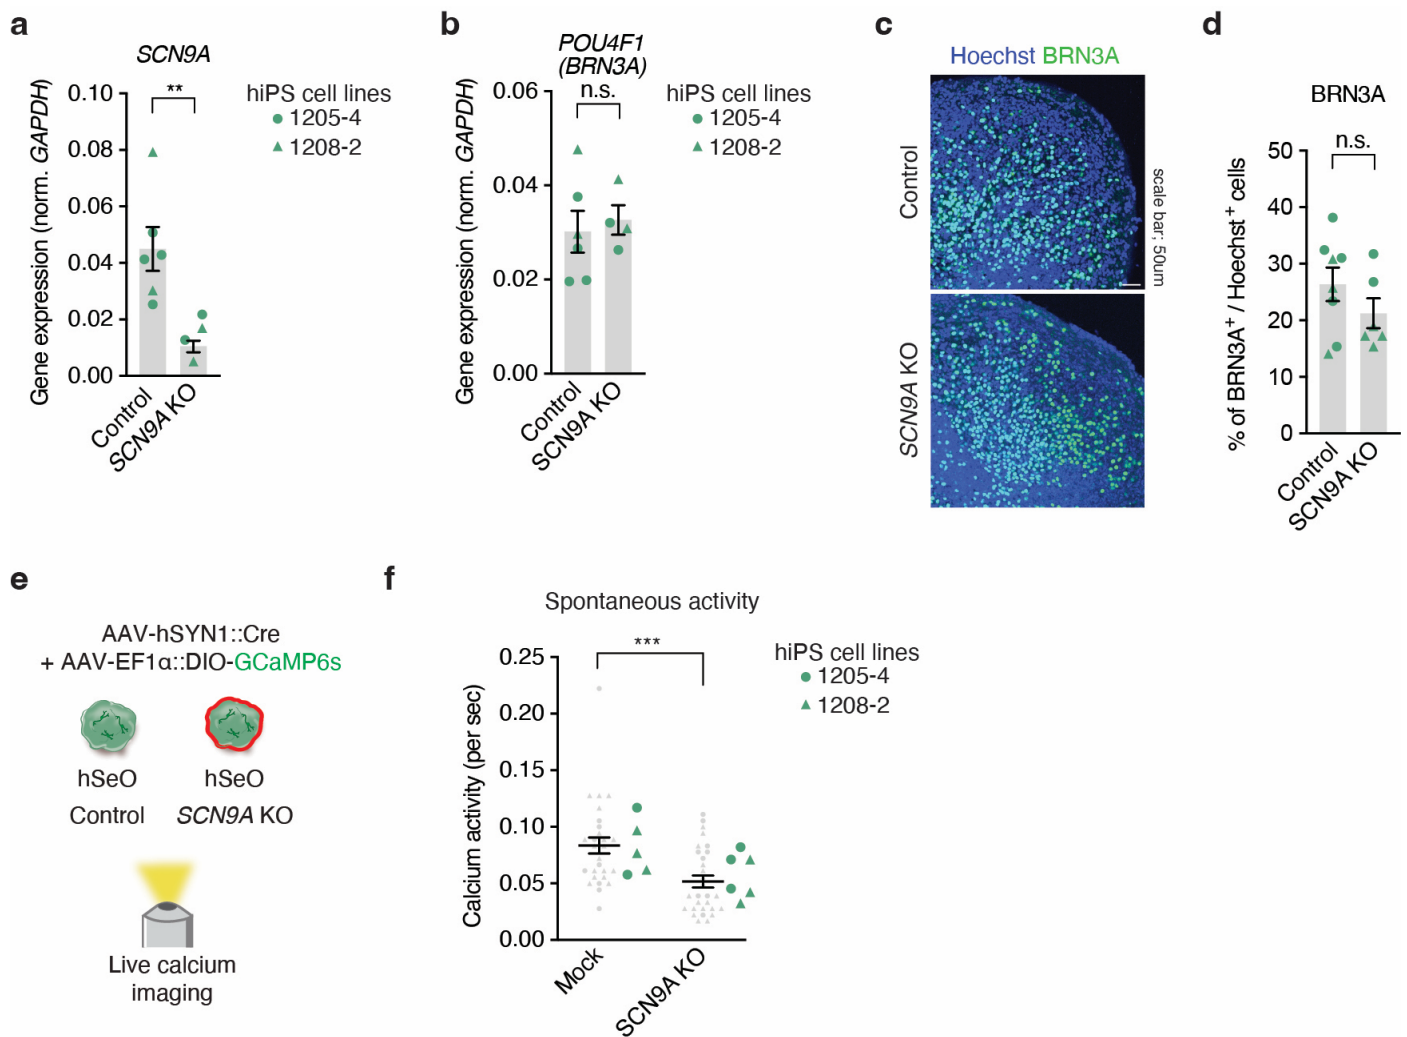 a
SCN9A
Gene expression (norm. GAPDH)
0.10
0.08
0.06
0.04
0.02
0.00
**
Control
SCN9A KO
hiPS cell lines
1205-4
1208-2
b
POU4F1
(BRN3A)
Gene expression (norm. GAPDH)
0.06
0.04
0.02
0.00
n.s.
Control
SCN9A KO
hiPS cell lines
1205-4
1208-2
c
Hoechst BRN3A
Control
SCN9A KO
scale bar; 50um
d
BRN3A
% of BRN3A+ / Hoechst+ cells
50
40
30
20
10
0
n.s.
Control
SCN9A KO
e
AAV-hSYN1::Cre
+ AAV-EF1α::DIO-GCaMP6s
hSeO
Control
hSeO
SCN9A KO
Live calcium
imaging
f
Spontaneous activity
Calcium activity (per sec)
0.25
0.20
0.15
0.10
0.05
0.00
***
Mock
SCN9A KO
hiPS cell lines
1205-4
1208-2